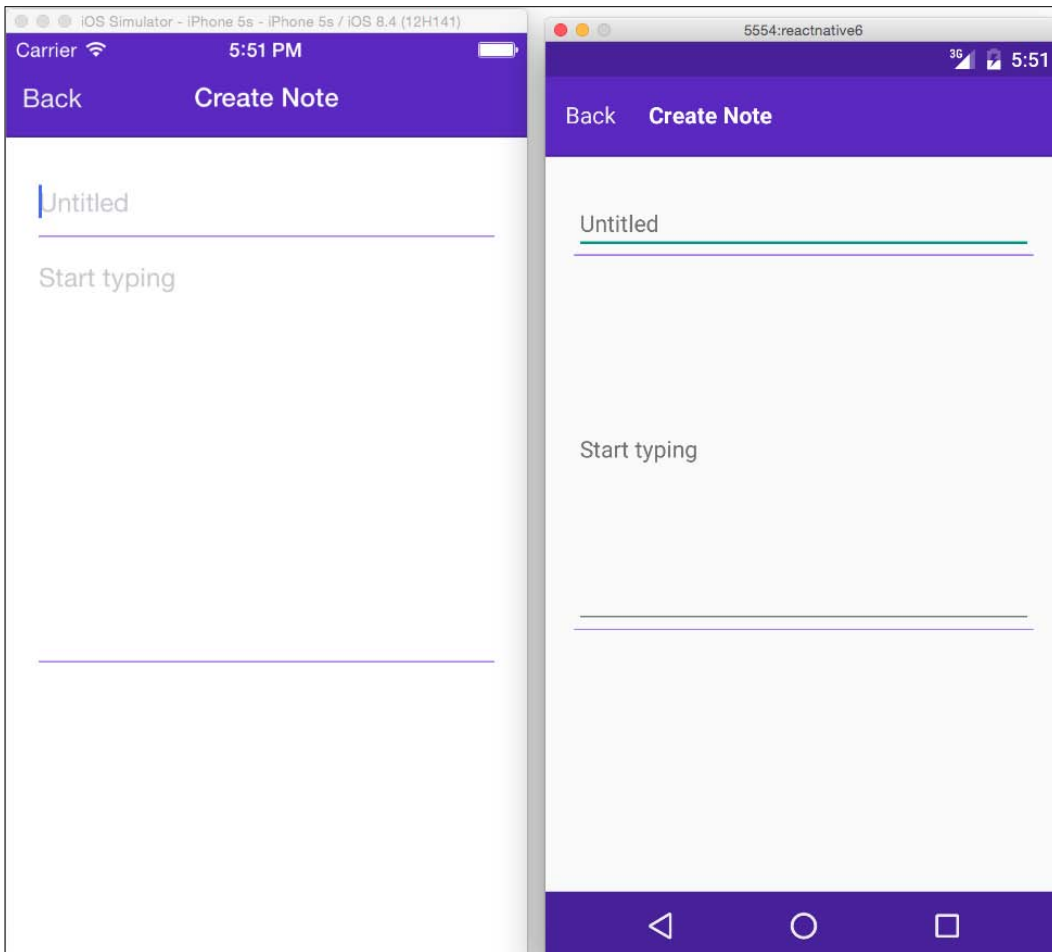 iOS Simulator - iPhone 5s - iPhone 5s / iOS 8.4 (12H141)
Carrier 5:51 PM
Back Create Note
Untitled
Start typing
5554:reactnative6
3G 5:51
Back Create Note
Untitled
Start typing